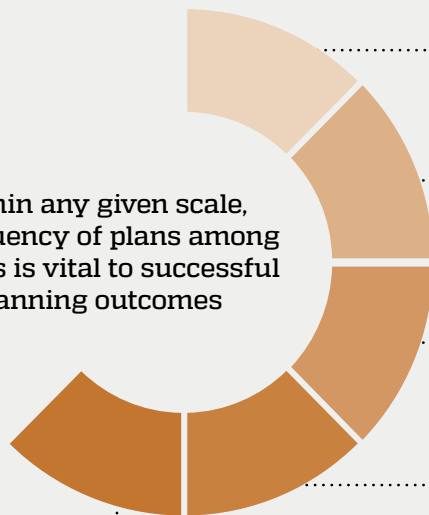 hin any given scale,
uency of plans among
s is vital to successful
anning outcomes